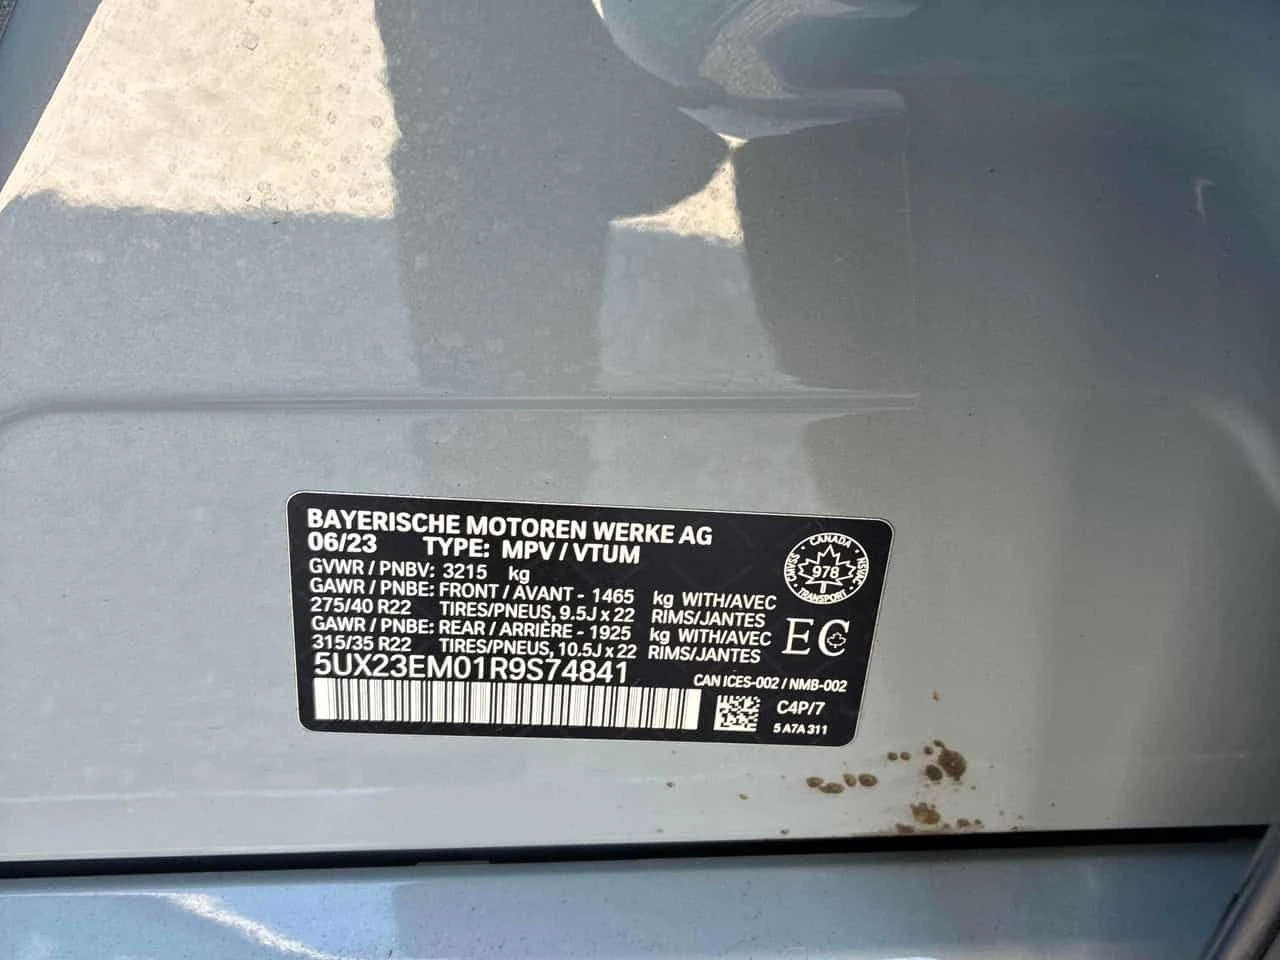 BAYERISCHE MOTOREN WERKE AG
06/23 TYPE: MPV / VTUM
GVWR / PNBV: 3215 kg
GAWR / PNBE: FRONT / AVANT - 1465 kg WITH/AVEC
275/40 R22 TIRES/PNEUS, 9.5J x 22 RIMS/JANTES
GAWR / PNBE: REAR / ARRIÈRE - 1925 kg WITH/AVEC
315/35 R22 TIRES/PNEUS, 10.5J x 22 RIMS/JANTES
5UX23EM01R9S74841
CANADA
CMVSS 978 NSVAC
TRANSPORT
EC
CAN ICES-002 / NMB-002
C4P/7
5 A7A 311